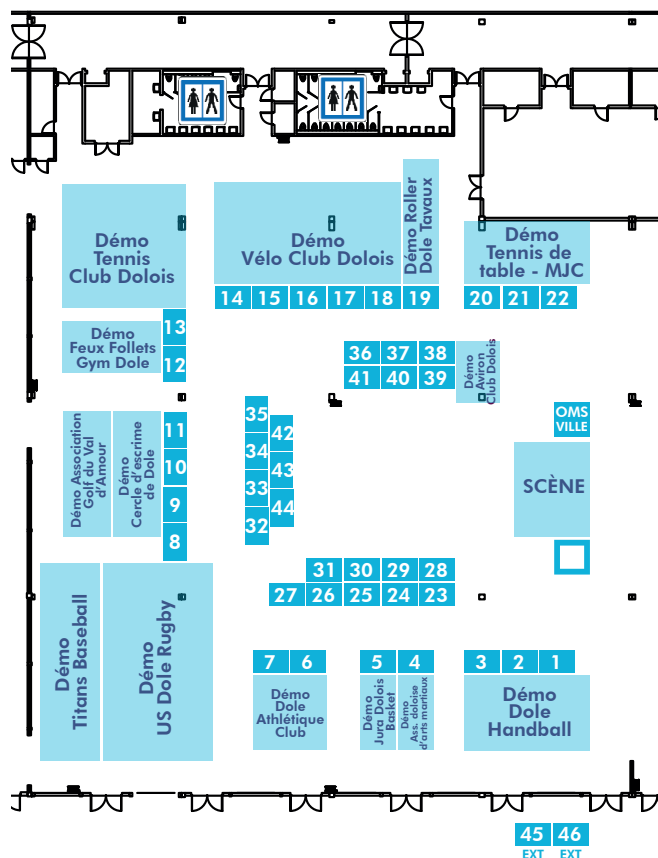 Démo
Tennis
Club Dolois
Démo
Vélo Club Dolois
Démo Roller
Dole Tavaux
Démo
Tennis de
table - MJC
14 15 16 17 18 19
20 21 22
13
12
Démo
Feux Follets
Gym Dole
36 37 38
41 40 39
Démo
Aviron
Club Dolois
35
34
33
32
42
43
44
OMS
VILLE
SCÈNE
11
10
9
8
Démo Association
Golf du Val
d'Amour
Démo
Cercle d'escrime
de Dole
31 30 29 28
27 26 25 24 23
Démo
Titans Baseball
Démo
US Dole Rugby
7 6
5 4
3 2 1
Démo
Dole
Athlétique
Club
Démo
Jura Dolois
Basket
Démo
Ass. doloise
d'arts martiaux
Démo
Dole
Handball
45 46
EXT EXT